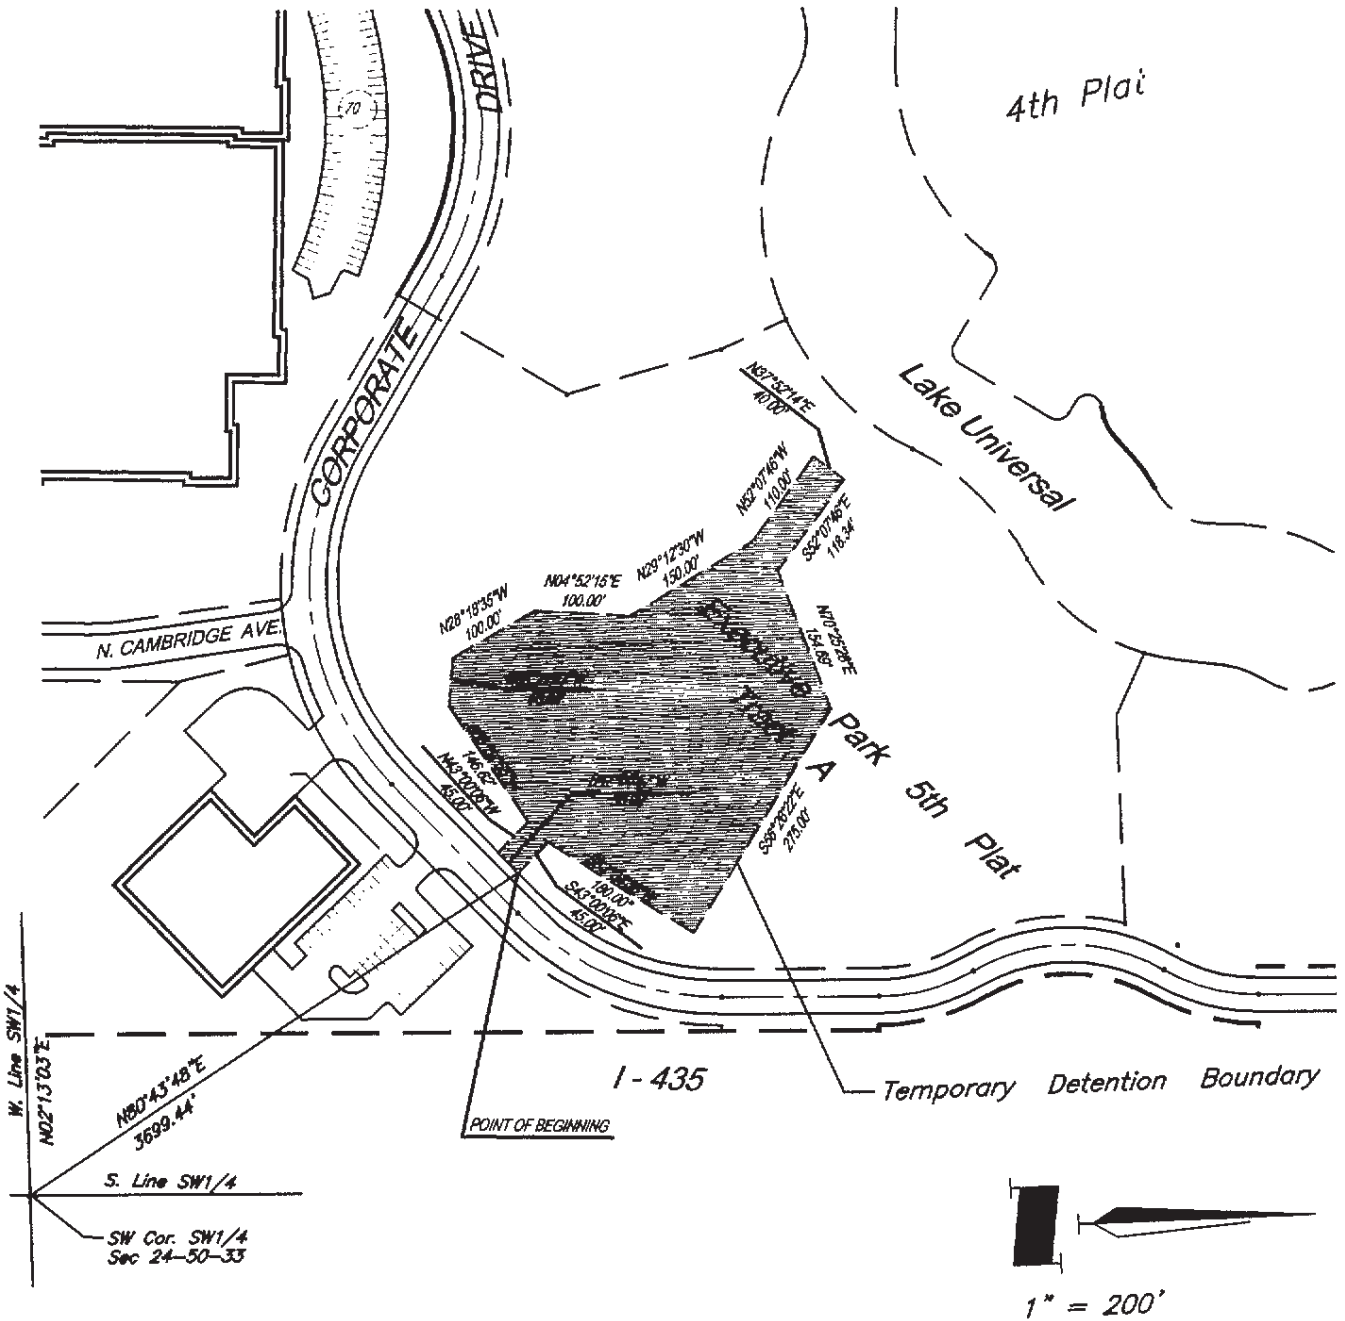 4th Plat
DRIVE
70
CORPORATE
N37°52'14"E
40.00'
Lake Universal
N52°07'46"W
110.00'
S52°07'46"E
118.34'
N29°12'30"W
150.00'
N04°52'15"E
100.00'
N28°18'35"W
100.00'
N. CAMBRIDGE AVE.
N70°25'26"E
154.69'
Executive Park 5th Plat
Tract A
146.62'
N43°00'06"W
45.00'
S56°26'22"E
275.00'
180.00'
S43°00'06"E
45.00'
W. Line SW1/4
N02°13'03"E
N80°43'48"E
3699.44'
I-435
Temporary Detention Boundary
POINT OF BEGINNING
S. Line SW1/4
SW Cor. SW1/4
Sec 24-50-33
1" = 200'